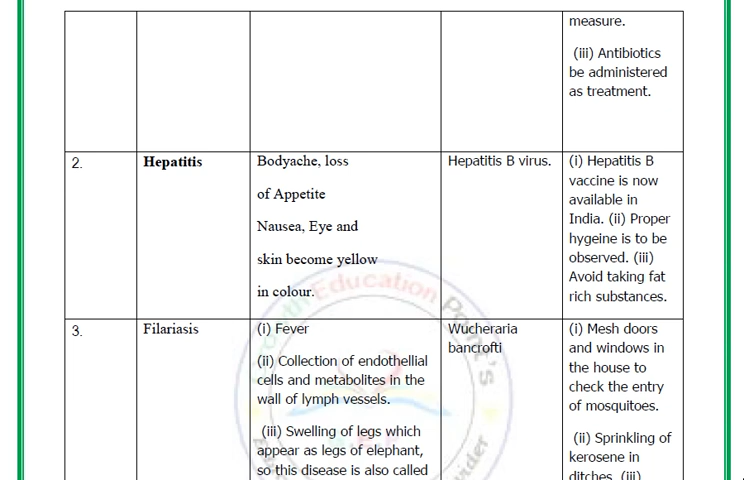 measure.
(iii) Antibiotics
be administered
as treatment.
2.
Hepatitis
Bodyache, loss
of Appetite
Nausea, Eye and
skin become yellow
in colour.
Hepatitis B virus.
(i) Hepatitis B
vaccine is now
available in
India. (ii) Proper
hygeine is to be
observed. (iii)
Avoid taking fat
rich substances.
3.
Filariasis
(i) Fever
(ii) Collection of endothellial
cells and metabolites in the
wall of lymph vessels.
(iii) Swelling of legs which
appear as legs of elephant,
so this disease is also called
Wucheraria
bancrofti
(i) Mesh doors
and windows in
the house to
check the entry
of mosquitoes.
(ii) Sprinkling of
kerosene in
ditches. (iii)
Education Point's